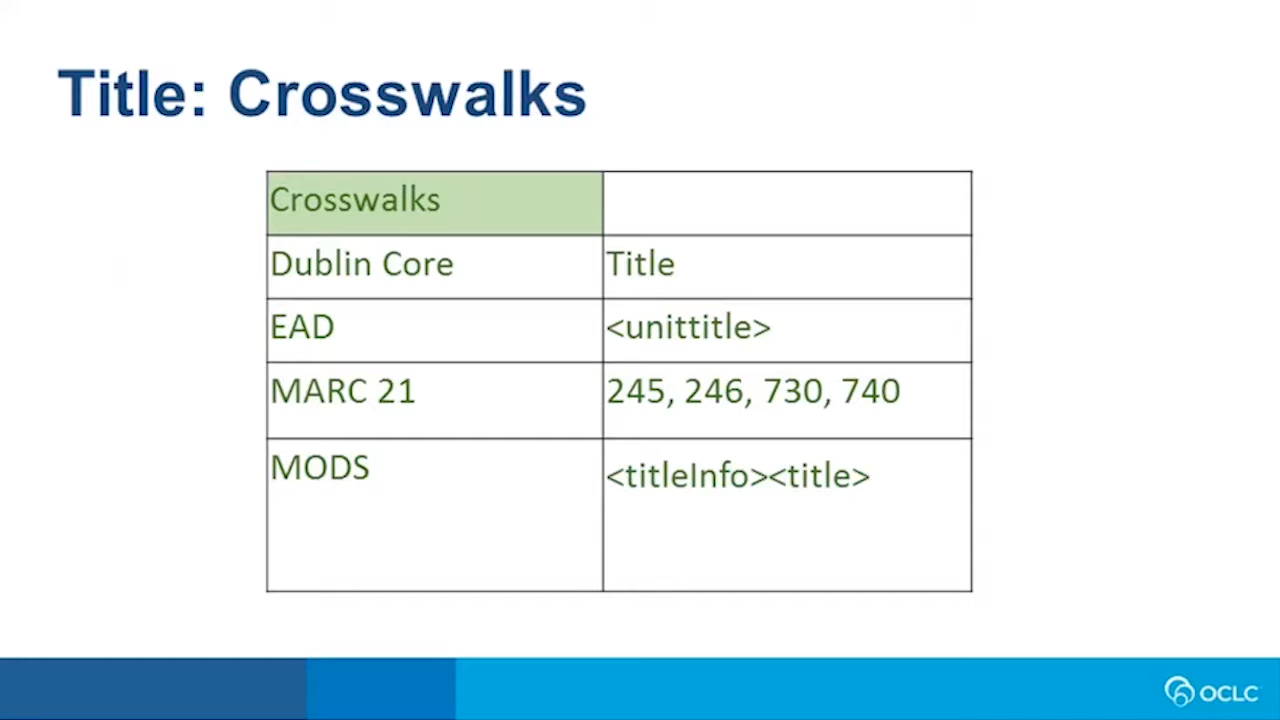 Title: Crosswalks
Crosswalks
Dublin Core Title
EAD <unittitle>
MARC 21 245, 246, 730, 740
MODS <titleInfo><title>
OCLC